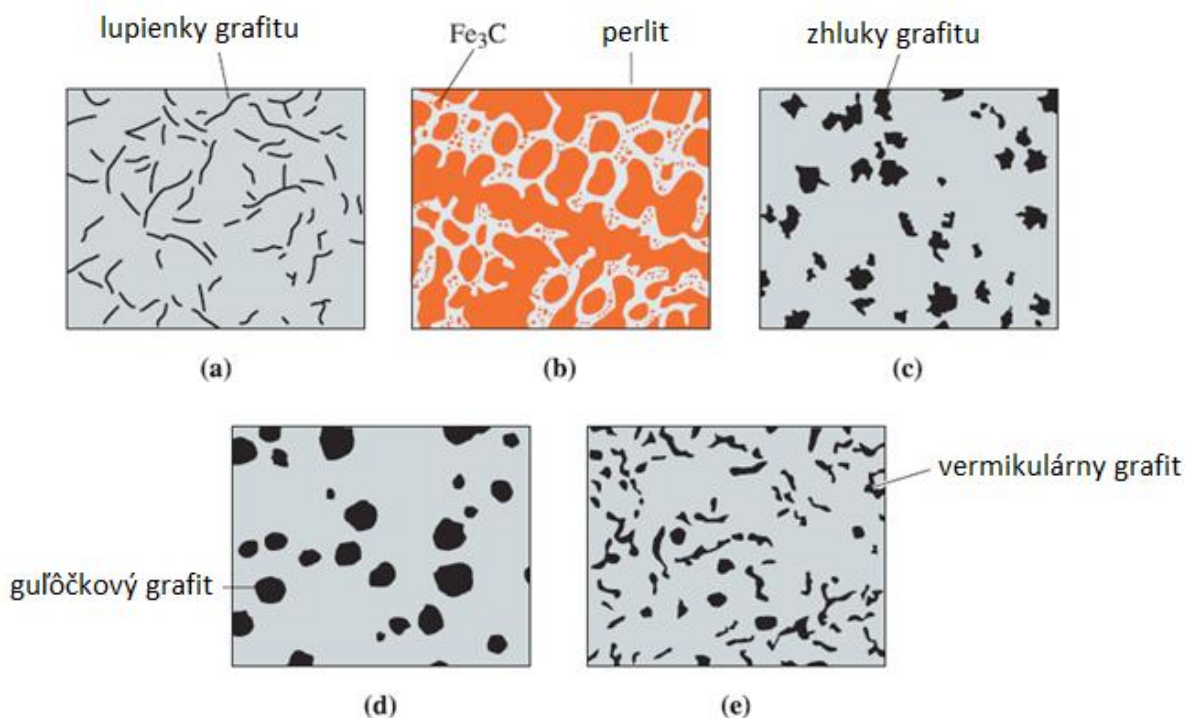 lupienky grafitu
Fe₃C
perlit
zhluky grafitu
(a)
(b)
(c)
guľôčkový grafit
vermikulárny grafit
(d)
(e)